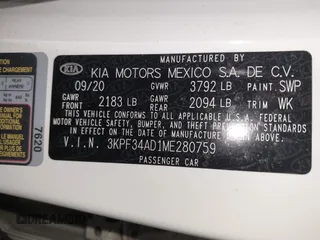 MANUFACTURED BY
KIA KIA MOTORS MEXICO S.A. DE C.V.
09/20 GVWR 3792 LB PAINT SWP
GAWR FRONT 2183 LB GAWR REAR 2094 LB TRIM WK
THIS VEHICLE CONFORMS TO ALL APPLICABLE U.S.A. FEDERAL
MOTOR VEHICLE SAFETY, BUMPER, AND THEFT PREVENTION
STANDARDS IN EFFECT ON THE DATE OF MANUFACTURE SHOWN ABOVE.
V.I.N. 3KPF34AD1ME280759
PASSENGER CAR
E CHARGEMENT
7620